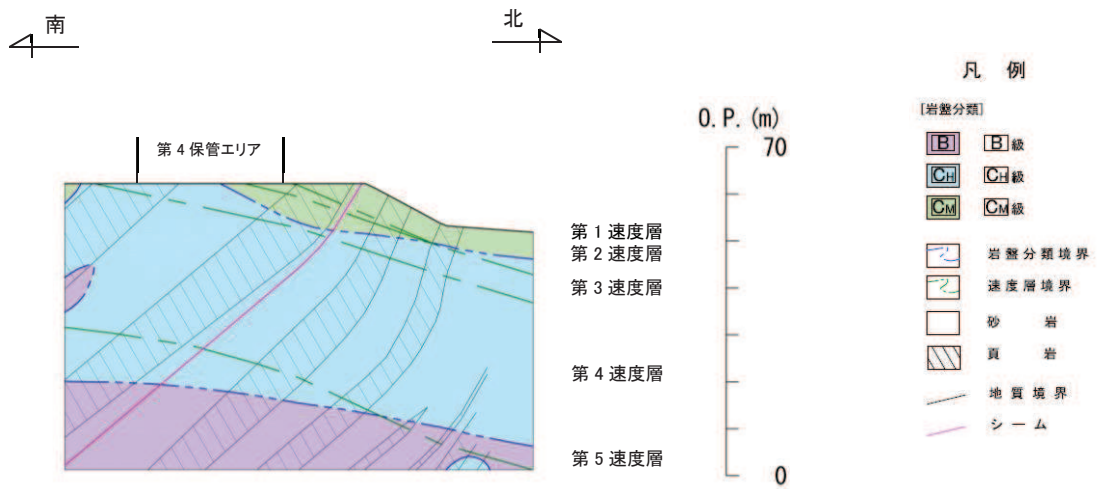 南
北
第4保管エリア
O.P.(m)
70
0
第1速度層
第2速度層
第3速度層
第4速度層
第5速度層
凡 例
[岩盤分類]
B B級
CH CH級
CM CM級
岩盤分類境界
速度層境界
砂 岩
頁 岩
地質境界
シーム